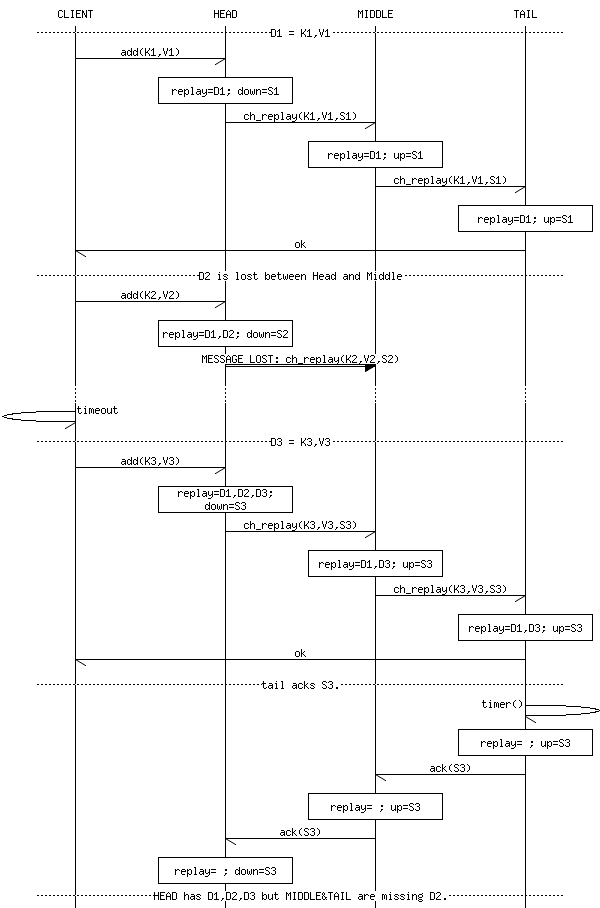 CLIENT HEAD MIDDLE TAIL
D1 = K1,V1
add(K1,V1)
replay=D1; down=S1
ch_replay(K1,V1,S1)
replay=D1; up=S1
ch_replay(K1,V1,S1)
replay=D1; up=S1
ok
D2 is lost between Head and Middle
add(K2,V2)
replay=D1,D2; down=S2
MESSAGE LOST: ch_replay(K2,V2,S2)
timeout
D3 = K3,V3
add(K3,V3)
replay=D1,D2,D3;
down=S3
ch_replay(K3,V3,S3)
replay=D1,D3; up=S3
ch_replay(K3,V3,S3)
replay=D1,D3; up=S3
ok
tail acks S3.
timer()
replay= ; up=S3
ack(S3)
replay= ; up=S3
ack(S3)
replay= ; down=S3
HEAD has D1,D2,D3 but MIDDLE&TAIL are missing D2.